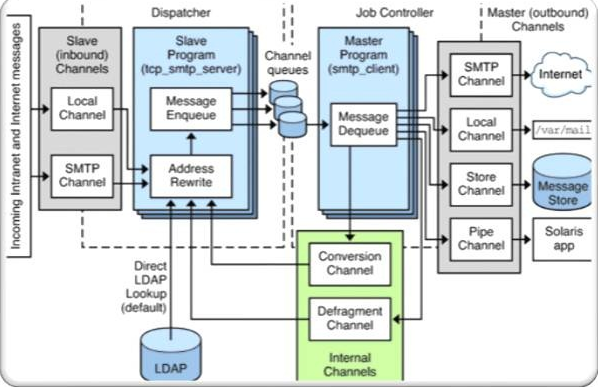 Dispatcher
Job Controller
Master (outbound)
Channels
Incoming Intranet and Internet messages
Slave
(inbound)
Channels
Local
Channel
SMTP
Channel
Slave
Program
(tcp_smtp_server)
Message
Enqueue
Address
Rewrite
Channel
queues
Master
Program
(smtp_client)
Message
Dequeue
SMTP
Channel
Local
Channel
Store
Channel
Pipe
Channel
Internet
/var/mail
Message
Store
Solaris
app
Direct
LDAP
Lookup
(default)
LDAP
Conversion
Channel
Defragment
Channel
Internal
Channels